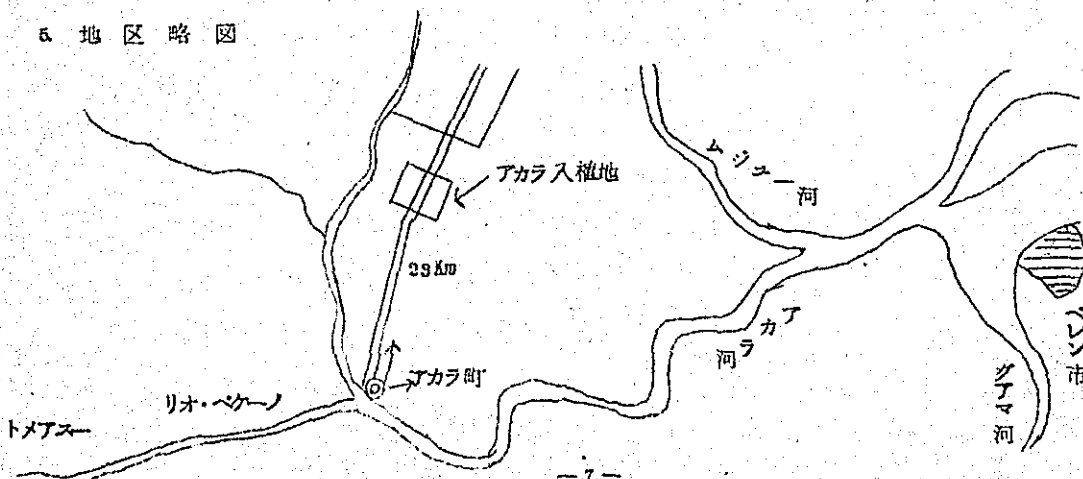 5. 地区略図
アカラ入植地
ムジュー河
23Km
アカラ河
ベレン市
アカラ町
グアマ河
リオ・ペケーノ
トメアスー
—7—